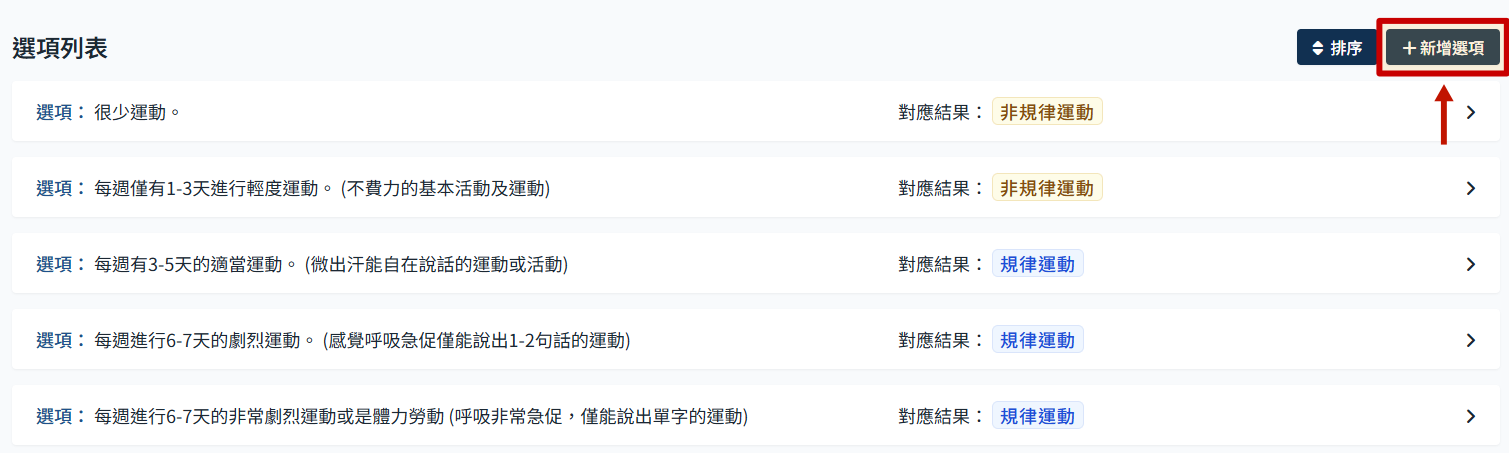 選項列表
排序
新增選項
選項： 很少運動。 對應結果： 非規律運動
選項： 每週僅有1-3天進行輕度運動。 (不費力的基本活動及運動) 對應結果： 非規律運動
選項： 每週有3-5天的適當運動。 (微出汗能自在說話的運動或活動) 對應結果： 規律運動
選項： 每週進行6-7天的劇烈運動。 (感覺呼吸急促僅能說出1-2句話的運動) 對應結果： 規律運動
選項： 每週進行6-7天的非常劇烈運動或是體力勞動 (呼吸非常急促，僅能說出單字的運動) 對應結果： 規律運動